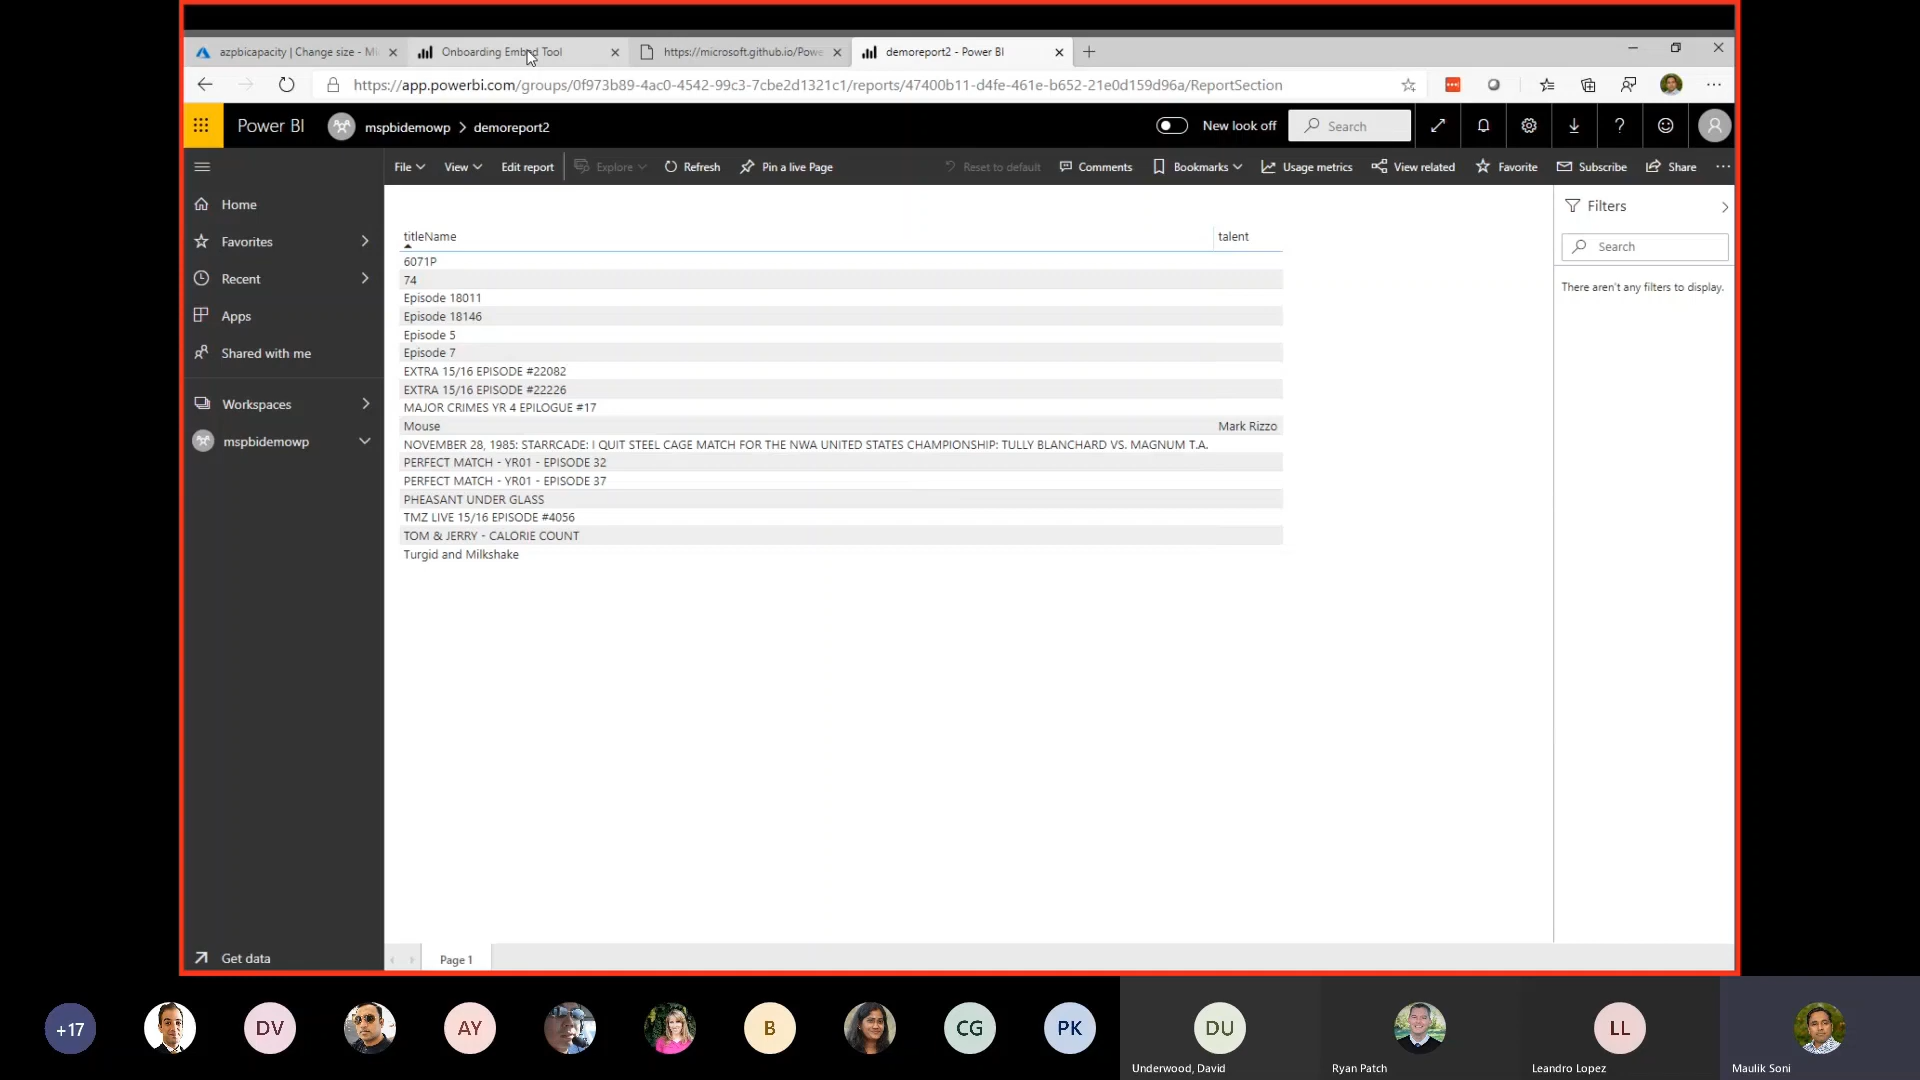 azpbicapacity | Change size - Mi
Onboarding Embed Tool
https://microsoft.github.io/Powe
demoreport2 - Power BI
https://app.powerbi.com/groups/0f973b89-4ac0-4542-99c3-7cbe2d1321c1/reports/47400b11-d4fe-461e-b652-21e0d159d96a/ReportSection
Power BI
mspbidemowp > demoreport2
New look off
Search
File
View
Edit report
Explore
Refresh
Pin a live Page
Reset to default
Comments
Bookmarks
Usage metrics
View related
Favorite
Subscribe
Share
Home
Favorites
Recent
Apps
Shared with me
Workspaces
mspbidemowp
Get data
titleName talent
6071P
74
Episode 18011
Episode 18146
Episode 5
Episode 7
EXTRA 15/16 EPISODE #22082
EXTRA 15/16 EPISODE #22226
MAJOR CRIMES YR 4 EPILOGUE #17
Mouse Mark Rizzo
NOVEMBER 28, 1985: STARRCADE: I QUIT STEEL CAGE MATCH FOR THE NWA UNITED STATES CHAMPIONSHIP: TULLY BLANCHARD VS. MAGNUM T.A.
PERFECT MATCH - YR01 - EPISODE 32
PERFECT MATCH - YR01 - EPISODE 37
PHEASANT UNDER GLASS
TMZ LIVE 15/16 EPISODE #4056
TOM & JERRY - CALORIE COUNT
Turgid and Milkshake
Filters
Search
There aren't any filters to display.
Page 1
+17
DV
AY
B
CG
PK
DU
LL
Underwood, David
Ryan Patch
Leandro Lopez
Maulik Soni